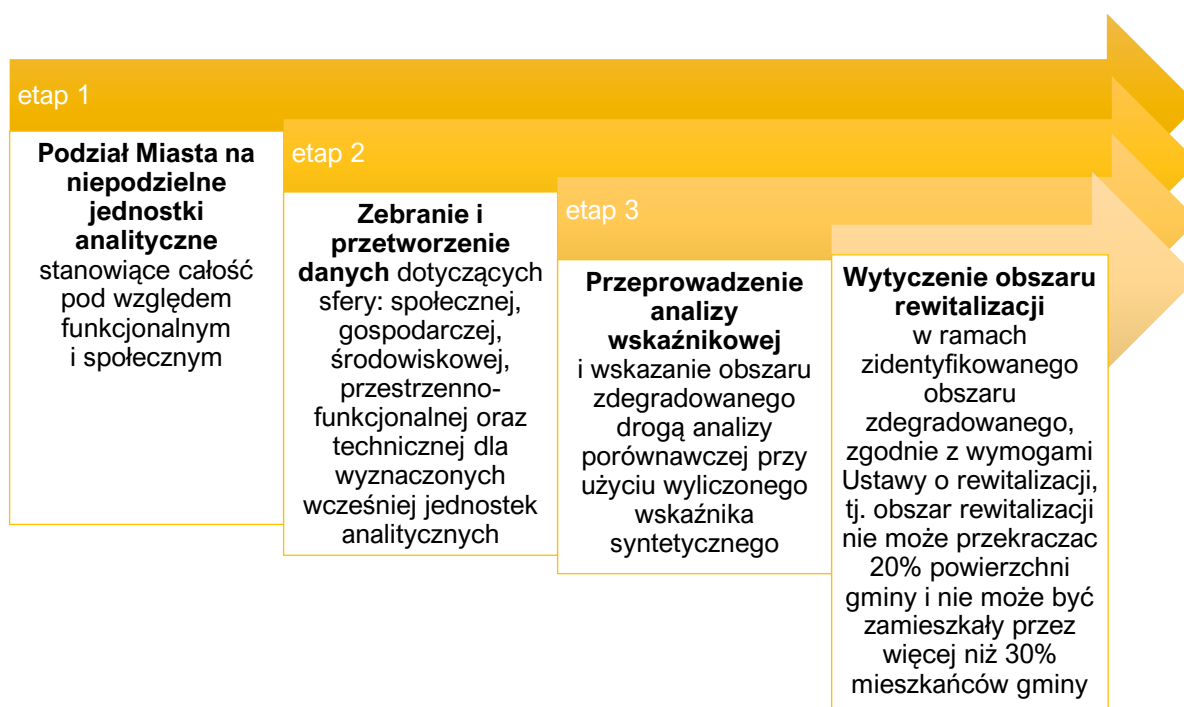 etap 1
Podział Miasta na
niepodzielne
jednostki
analityczne
stanowiące całość
pod względem
funkcjonalnym
i społecznym
etap 2
Zebranie i
przetworzenie
danych dotyczących
sfery: społecznej,
gospodarczej,
środowiskowej,
przestrzenno-
funkcjonalnej oraz
technicznej dla
wyznaczonych
wcześniej jednostek
analitycznych
etap 3
Przeprowadzenie
analizy
wskaźnikowej
i wskazanie obszaru
zdegradowanego
drogą analizy
porównawczej przy
użyciu wyliczonego
wskaźnika
syntetycznego
Wytyczenie obszaru
rewitalizacji
w ramach
zidentyfikowanego
obszaru
zdegradowanego,
zgodnie z wymogami
Ustawy o rewitalizacji,
tj. obszar rewitalizacji
nie może przekraczac
20% powierzchni
gminy i nie może być
zamieszkały przez
więcej niż 30%
mieszkańców gminy